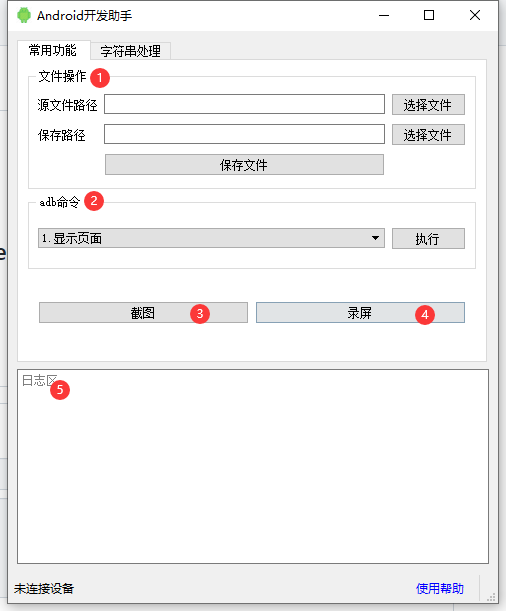 Android开发助手
常用功能 字符串处理
文件操作 1
源文件路径 选择文件
保存路径 选择文件
保存文件
adb命令 2
1.显示页面 执行
截图 3 录屏 4
日志区 5
未连接设备 使用帮助
e